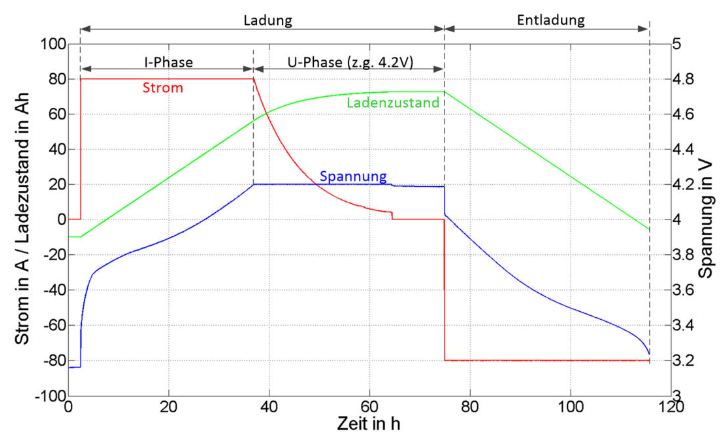 Ladung Entladung
I-Phase U-Phase (z.g. 4.2V)
Strom
Ladenzustand
Spannung
100 80 60 40 20 0 -20 -40 -60 -80 -100
Strom in A / Ladezustand in Ah
5 4.8 4.6 4.4 4.2 4 3.8 3.6 3.4 3.2 3
Spannung in V
0 20 40 60 80 100 120
Zeit in h